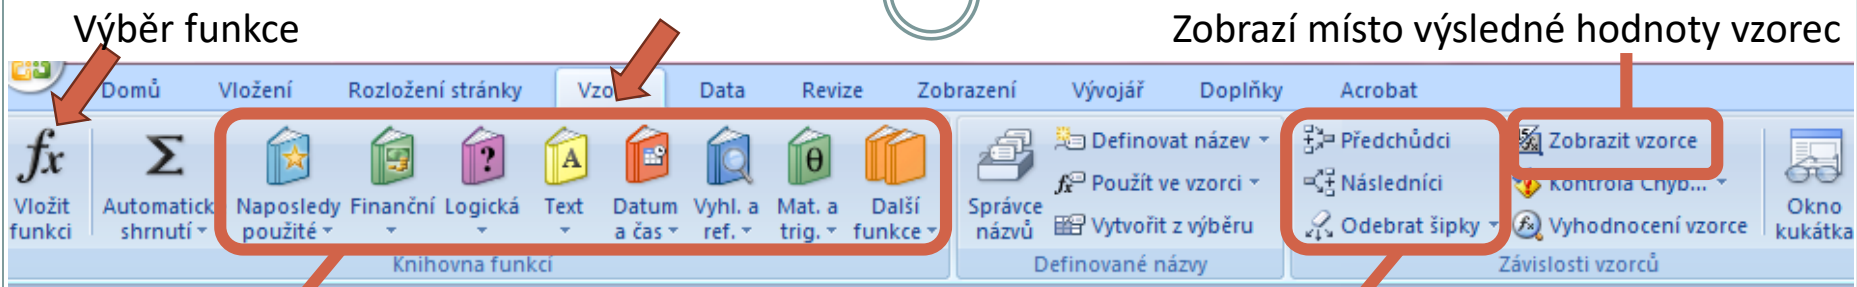 Výběr funkce
Zobrazí místo výsledné hodnoty vzorec
Domů Vložení Rozložení stránky Data Revize Zobrazení Vývojář Doplňky Acrobat
fx Vložit funkci
Σ Automatick shrnutí
Naposledy použité
Finanční
Logická
Text
Datum a čas
Vyhl. a ref.
Mat. a trig.
Další funkce
Knihovna funkcí
Správce názvů
Definovat název
Použít ve vzorci
Vytvořit z výběru
Definované názvy
Předchůdci
Následníci
Odebrat šipky
Zobrazit vzorce
Kontrola Chyb...
Vyhodnocení vzorce
Závislosti vzorců
Okno kukátka